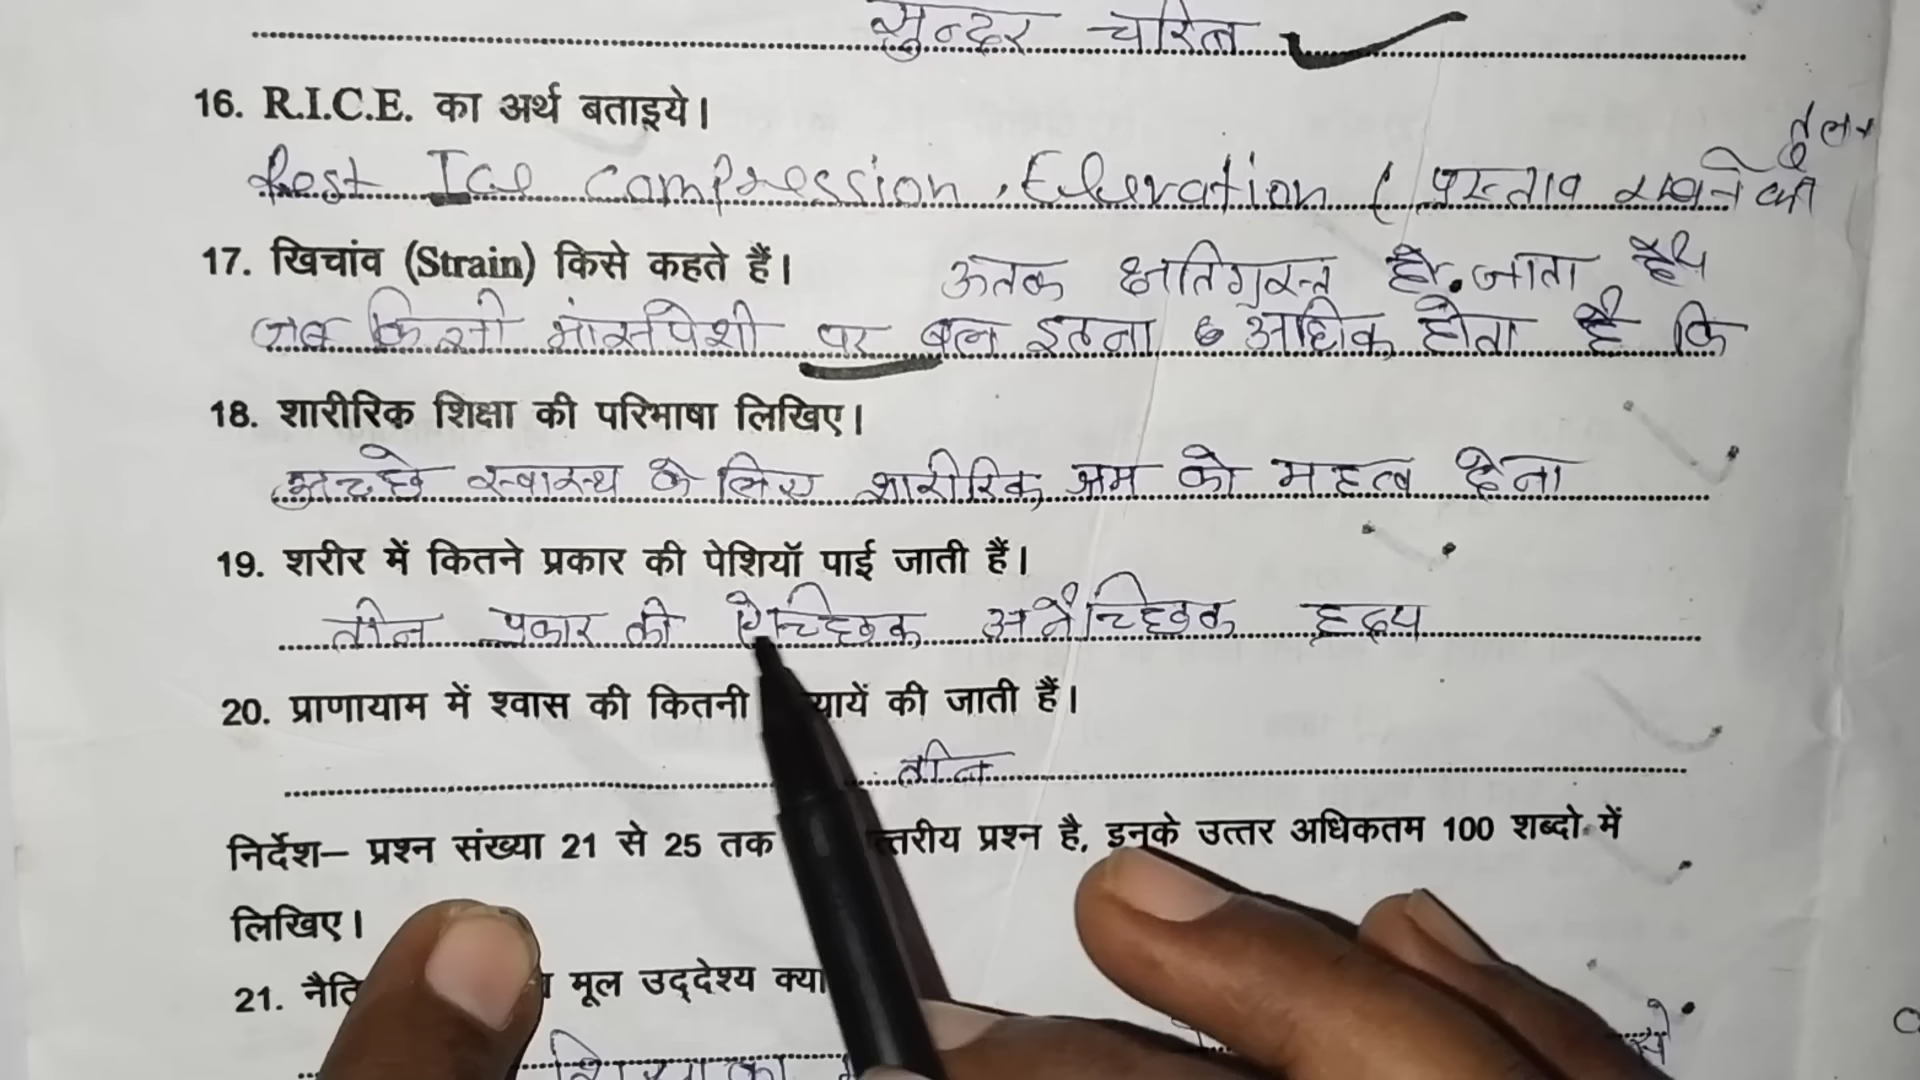 सुन्दर चरित्र
16. R.I.C.E. का अर्थ बताइये।
Rest Ice Compression, Elevation ( प्रस्ताव रखने की
17. खिचांव (Strain) किसे कहते हैं।
ऊतक क्षतिग्रस्त हो जाता है
जब किसी मांसपेशी पर बल इतना अधिक होता है कि
18. शारीरिक शिक्षा की परिभाषा लिखिए।
अच्छे स्वास्थ के लिए शारीरिक श्रम को महत्व देना
19. शरीर में कितने प्रकार की पेशियॉ पाई जाती हैं।
तीन प्रकार की ऐच्छिक अनैच्छिक हृदय
20. प्राणायाम में श्वास की कितनी की जाती हैं।
तीन
निर्देश– प्रश्न संख्या 21 से 25 तक प्रश्न है, इनके उत्तर अधिकतम 100 शब्दो में
लिखिए।
21. मूल उद्देश्य क्या